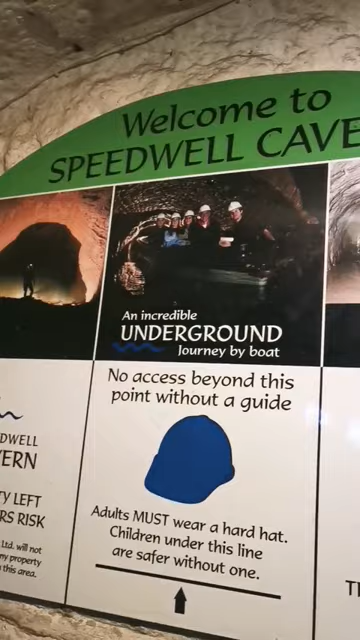 Welcome to
SPEEDWELL CAVE
An incredible
UNDERGROUND
Journey by boat
No access beyond this
point without a guide
Adults MUST wear a hard hat.
Children under this line
are safer without one.
DWELL
ERN
TY LEFT
RS RISK
Ltd. will not
ny property
this area.